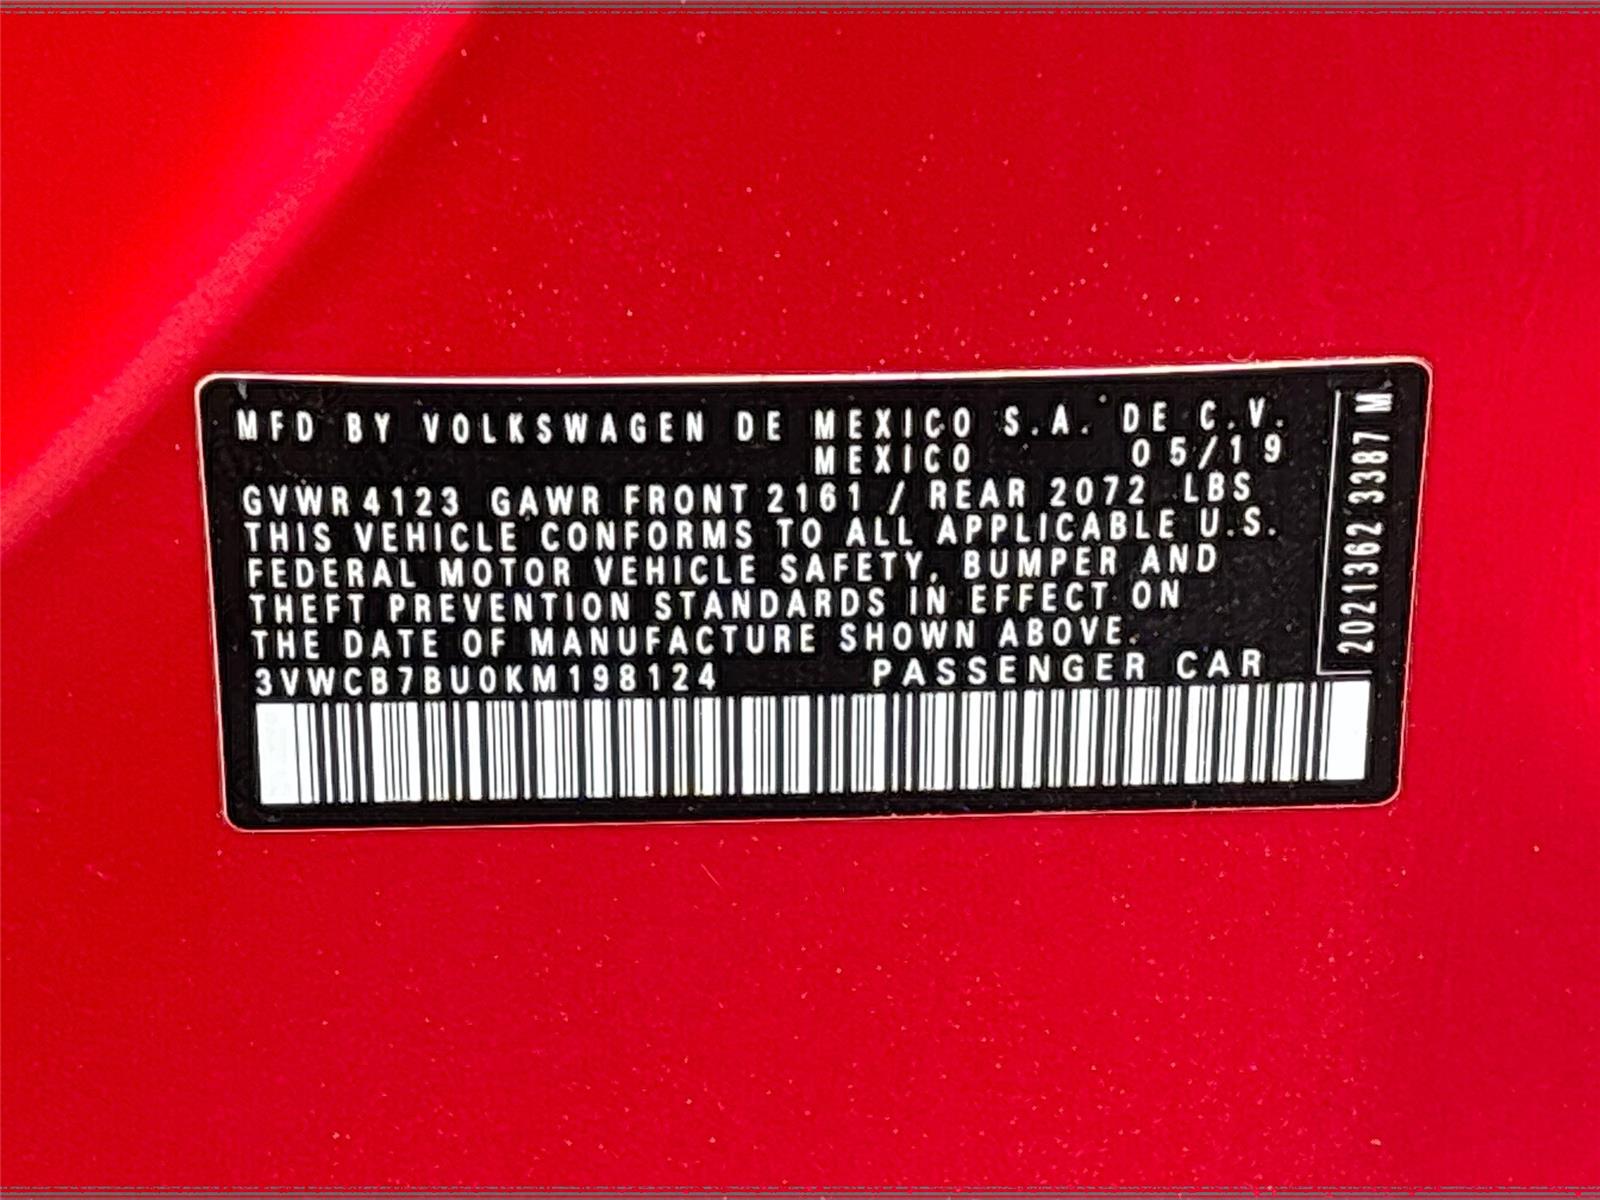 MFD BY VOLKSWAGEN DE MEXICO S.A. DE C.V.
MEXICO 05/19
GVWR4123 GAWR FRONT 2161 / REAR 2072 LBS
THIS VEHICLE CONFORMS TO ALL APPLICABLE U.S.
FEDERAL MOTOR VEHICLE SAFETY, BUMPER AND
THEFT PREVENTION STANDARDS IN EFFECT ON
THE DATE OF MANUFACTURE SHOWN ABOVE.
3VWCB7BU0KM198124 PASSENGER CAR
2021362 3387 M